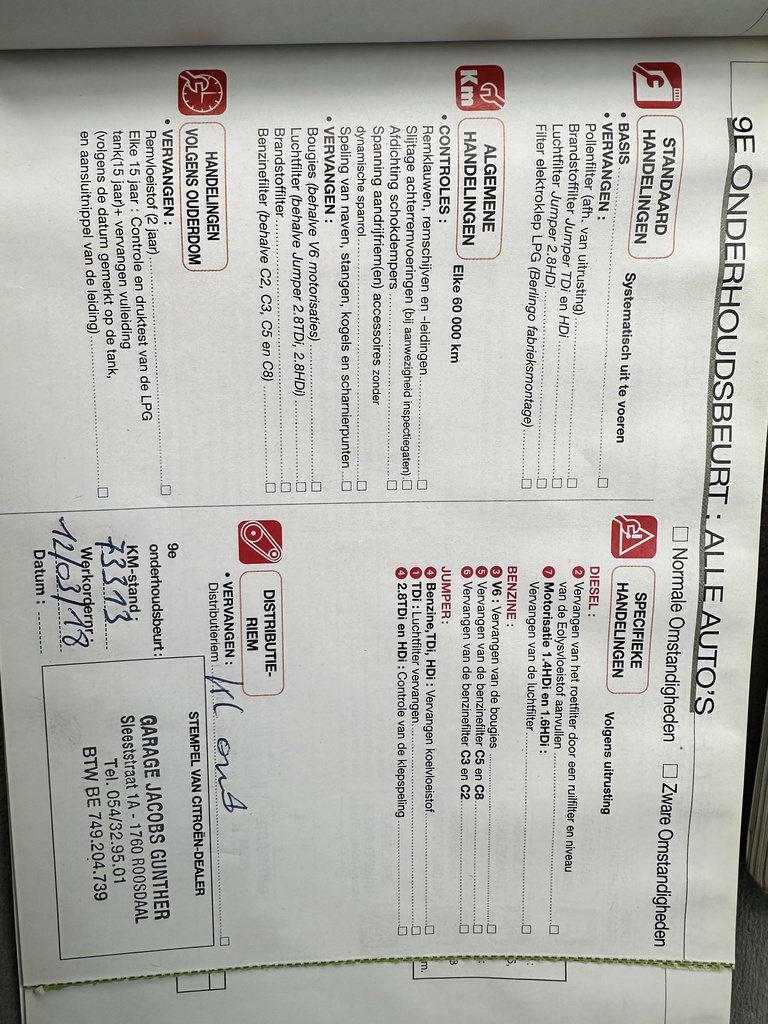 9E ONDERHOUDSBEURT : ALLE AUTO'S
Normale Omstandigheden Zware Omstandigheden
STANDAARD
HANDELINGEN
Systematisch uit te voeren
• BASIS
• VERVANGEN :
Pollenfilter (afh. van uitrusting)
Brandstoffilter Jumper TDi en HDi
Luchtfilter Jumper 2.8HDi
Filter elektroklep LPG (Berlingo fabrieksmontage)
Km
ALGEMENE
HANDELINGEN
Elke 60 000 km
• CONTROLES :
Remklauwen, remschijven en -leidingen
Slijtage achterremvoeringen (bij aanwezigheid inspectiegaten)
Afdichting schokdempers
Spanning aandrijfriem(en) accessoires zonder
dynamische spanrol
Speling van naven, stangen, kogels en scharnierpunten
• VERVANGEN :
Bougies (behalve V6 motorisaties)
Luchtfilter (behalve Jumper 2.8TDi, 2.8HDi)
Brandstoffilter
Benzinefilter (behalve C2, C3, C5 en C8)
HANDELINGEN
VOLGENS OUDERDOM
• VERVANGEN :
Remvloeistof (2 jaar)
Elke 15 jaar : Controle en druktest van de LPG
tank(15 jaar)+ vervangen vulleiding
(volgens de datum gemerkt op de tank,
en aansluitnippel van de leiding)
SPECIFIEKE
HANDELINGEN
Volgens uitrusting
DIESEL :
2 Vervangen van het roetfilter door een ruilfilter en niveau
van de Eolysvloeistof aanvullen
7 Motorisatie 1.4HDi en 1.6HDi :
Vervangen van de luchtfilter
BENZINE :
3 V6 : Vervangen van de bougies
5 Vervangen van de benzinefilter C5 en C8
6 Vervangen van de benzinefilter C3 en C2
JUMPER:
4 Benzine,TDi, HDi : Vervangen koelvloeistof
1 TDi : Luchtfilter vervangen
4 2.8TDi en HDi : Controle van de klepspeling
DISTRIBUTIE-
RIEM
• VERVANGEN :
Distributieriem
9e
onderhoudsbeurt :
KM-stand:
73313
Werkordernr.:
12/03/18
Datum :
STEMPEL VAN CITROËN-DEALER
GARAGE JACOBS GUNTHER
Sleeststraat 1A - 1760 ROOSDAAL
Tel. 054/32.95.01
BTW BE 749.204.739